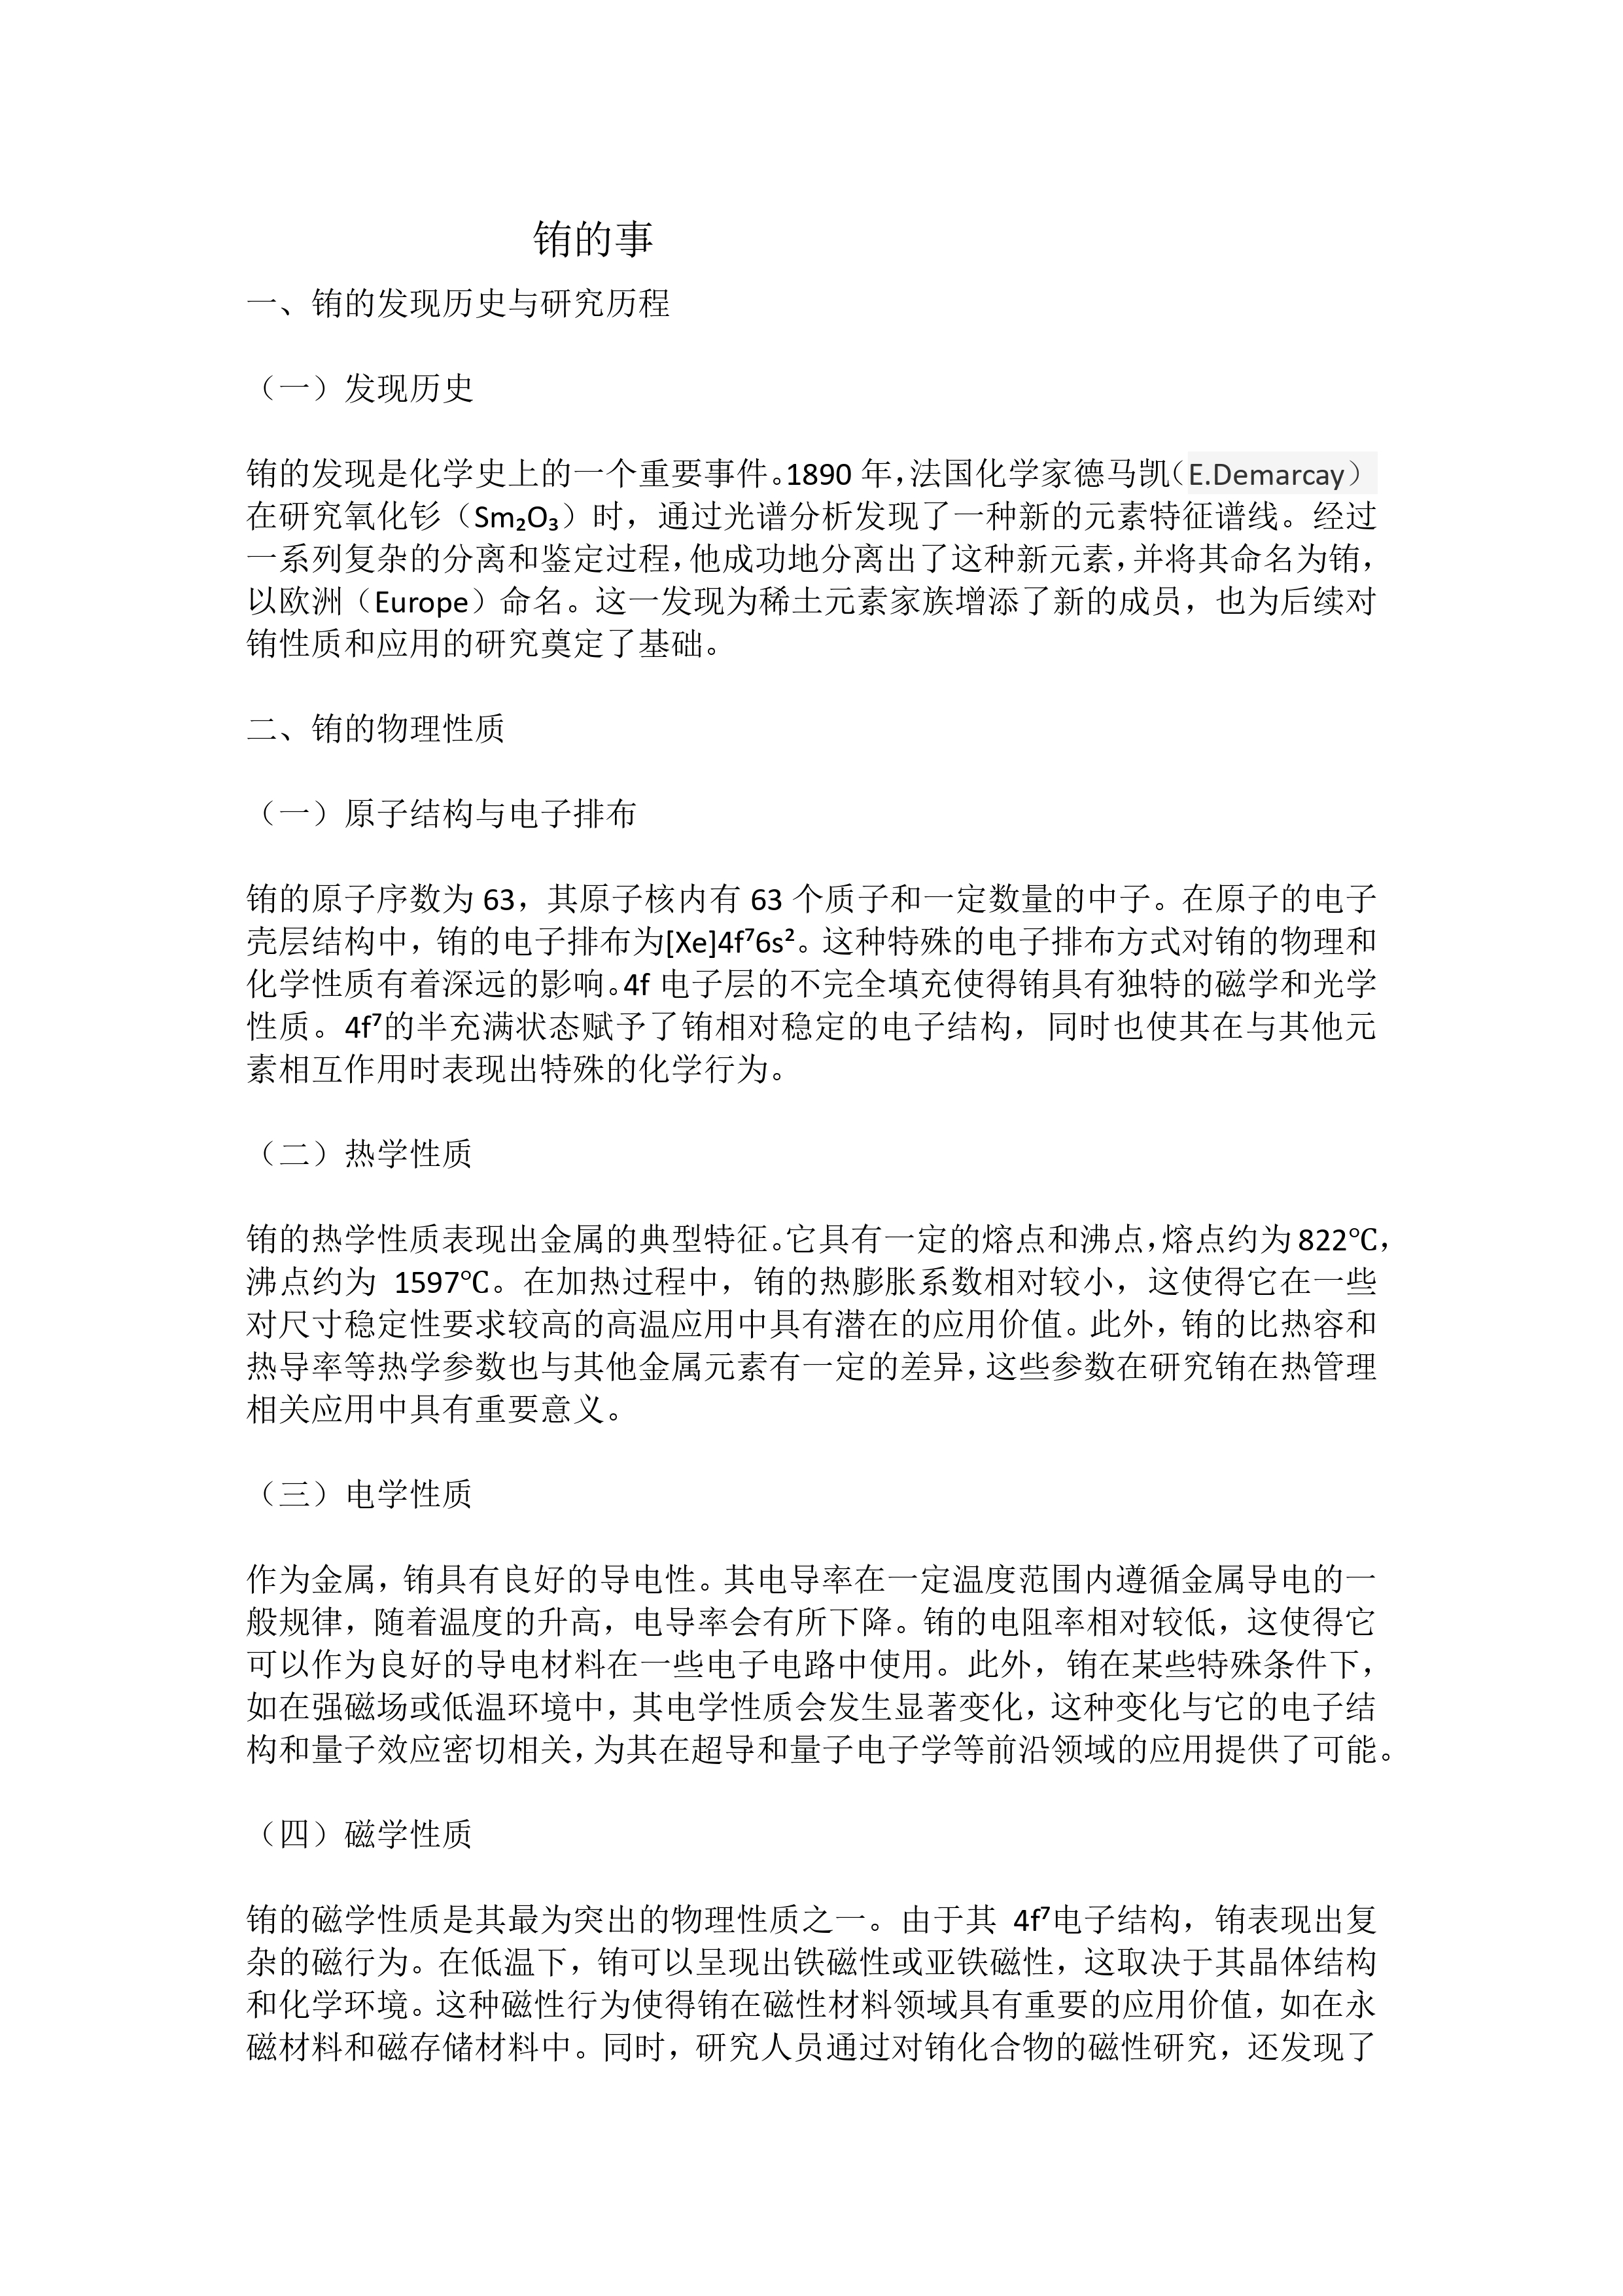 铕的事
一、铕的发现历史与研究历程
（一）发现历史
铕的发现是化学史上的一个重要事件。1890 年，法国化学家德马凯（E.Demarcay）
在研究氧化钐（Sm₂O₃）时，通过光谱分析发现了一种新的元素特征谱线。经过
一系列复杂的分离和鉴定过程，他成功地分离出了这种新元素，并将其命名为铕，
以欧洲（Europe）命名。这一发现为稀土元素家族增添了新的成员，也为后续对
铕性质和应用的研究奠定了基础。
二、铕的物理性质
（一）原子结构与电子排布
铕的原子序数为 63，其原子核内有 63 个质子和一定数量的中子。在原子的电子
壳层结构中，铕的电子排布为[Xe]4f⁷6s²。这种特殊的电子排布方式对铕的物理和
化学性质有着深远的影响。4f 电子层的不完全填充使得铕具有独特的磁学和光学
性质。4f⁷的半充满状态赋予了铕相对稳定的电子结构，同时也使其在与其他元
素相互作用时表现出特殊的化学行为。
（二）热学性质
铕的热学性质表现出金属的典型特征。它具有一定的熔点和沸点，熔点约为 822℃，
沸点约为 1597℃。在加热过程中，铕的热膨胀系数相对较小，这使得它在一些
对尺寸稳定性要求较高的高温应用中具有潜在的应用价值。此外，铕的比热容和
热导率等热学参数也与其他金属元素有一定的差异，这些参数在研究铕在热管理
相关应用中具有重要意义。
（三）电学性质
作为金属，铕具有良好的导电性。其电导率在一定温度范围内遵循金属导电的一
般规律，随着温度的升高，电导率会有所下降。铕的电阻率相对较低，这使得它
可以作为良好的导电材料在一些电子电路中使用。此外，铕在某些特殊条件下，
如在强磁场或低温环境中，其电学性质会发生显著变化，这种变化与它的电子结
构和量子效应密切相关，为其在超导和量子电子学等前沿领域的应用提供了可能。
（四）磁学性质
铕的磁学性质是其最为突出的物理性质之一。由于其 4f⁷电子结构，铕表现出复
杂的磁行为。在低温下，铕可以呈现出铁磁性或亚铁磁性，这取决于其晶体结构
和化学环境。这种磁性行为使得铕在磁性材料领域具有重要的应用价值，如在永
磁材料和磁存储材料中。同时，研究人员通过对铕化合物的磁性研究，还发现了